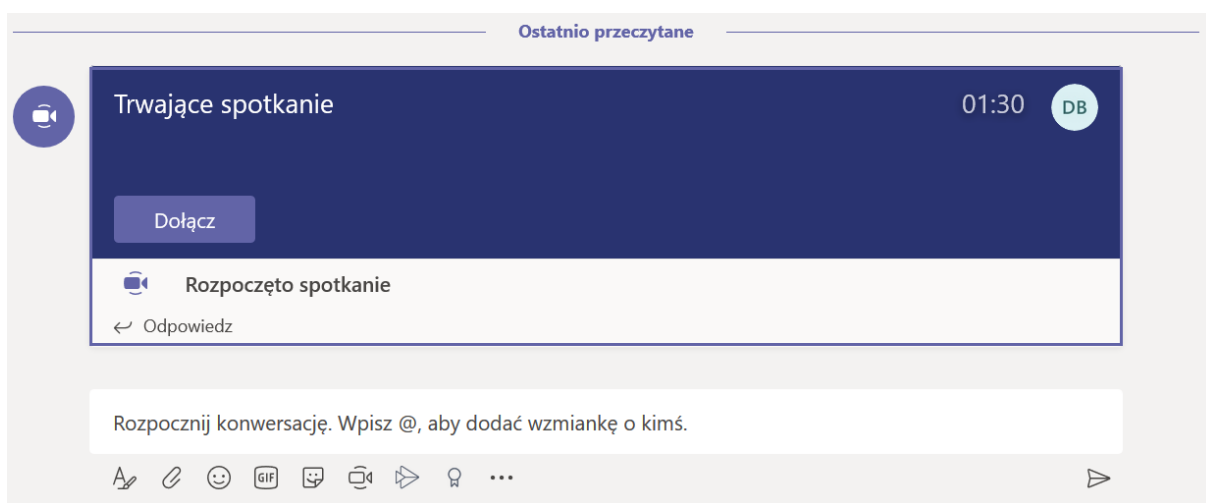 Ostatnio przeczytane
Trwające spotkanie
01:30
DB
Dołącz
Rozpoczęto spotkanie
Odpowiedz
Rozpocznij konwersację. Wpisz @, aby dodać wzmiankę o kimś.
GIF